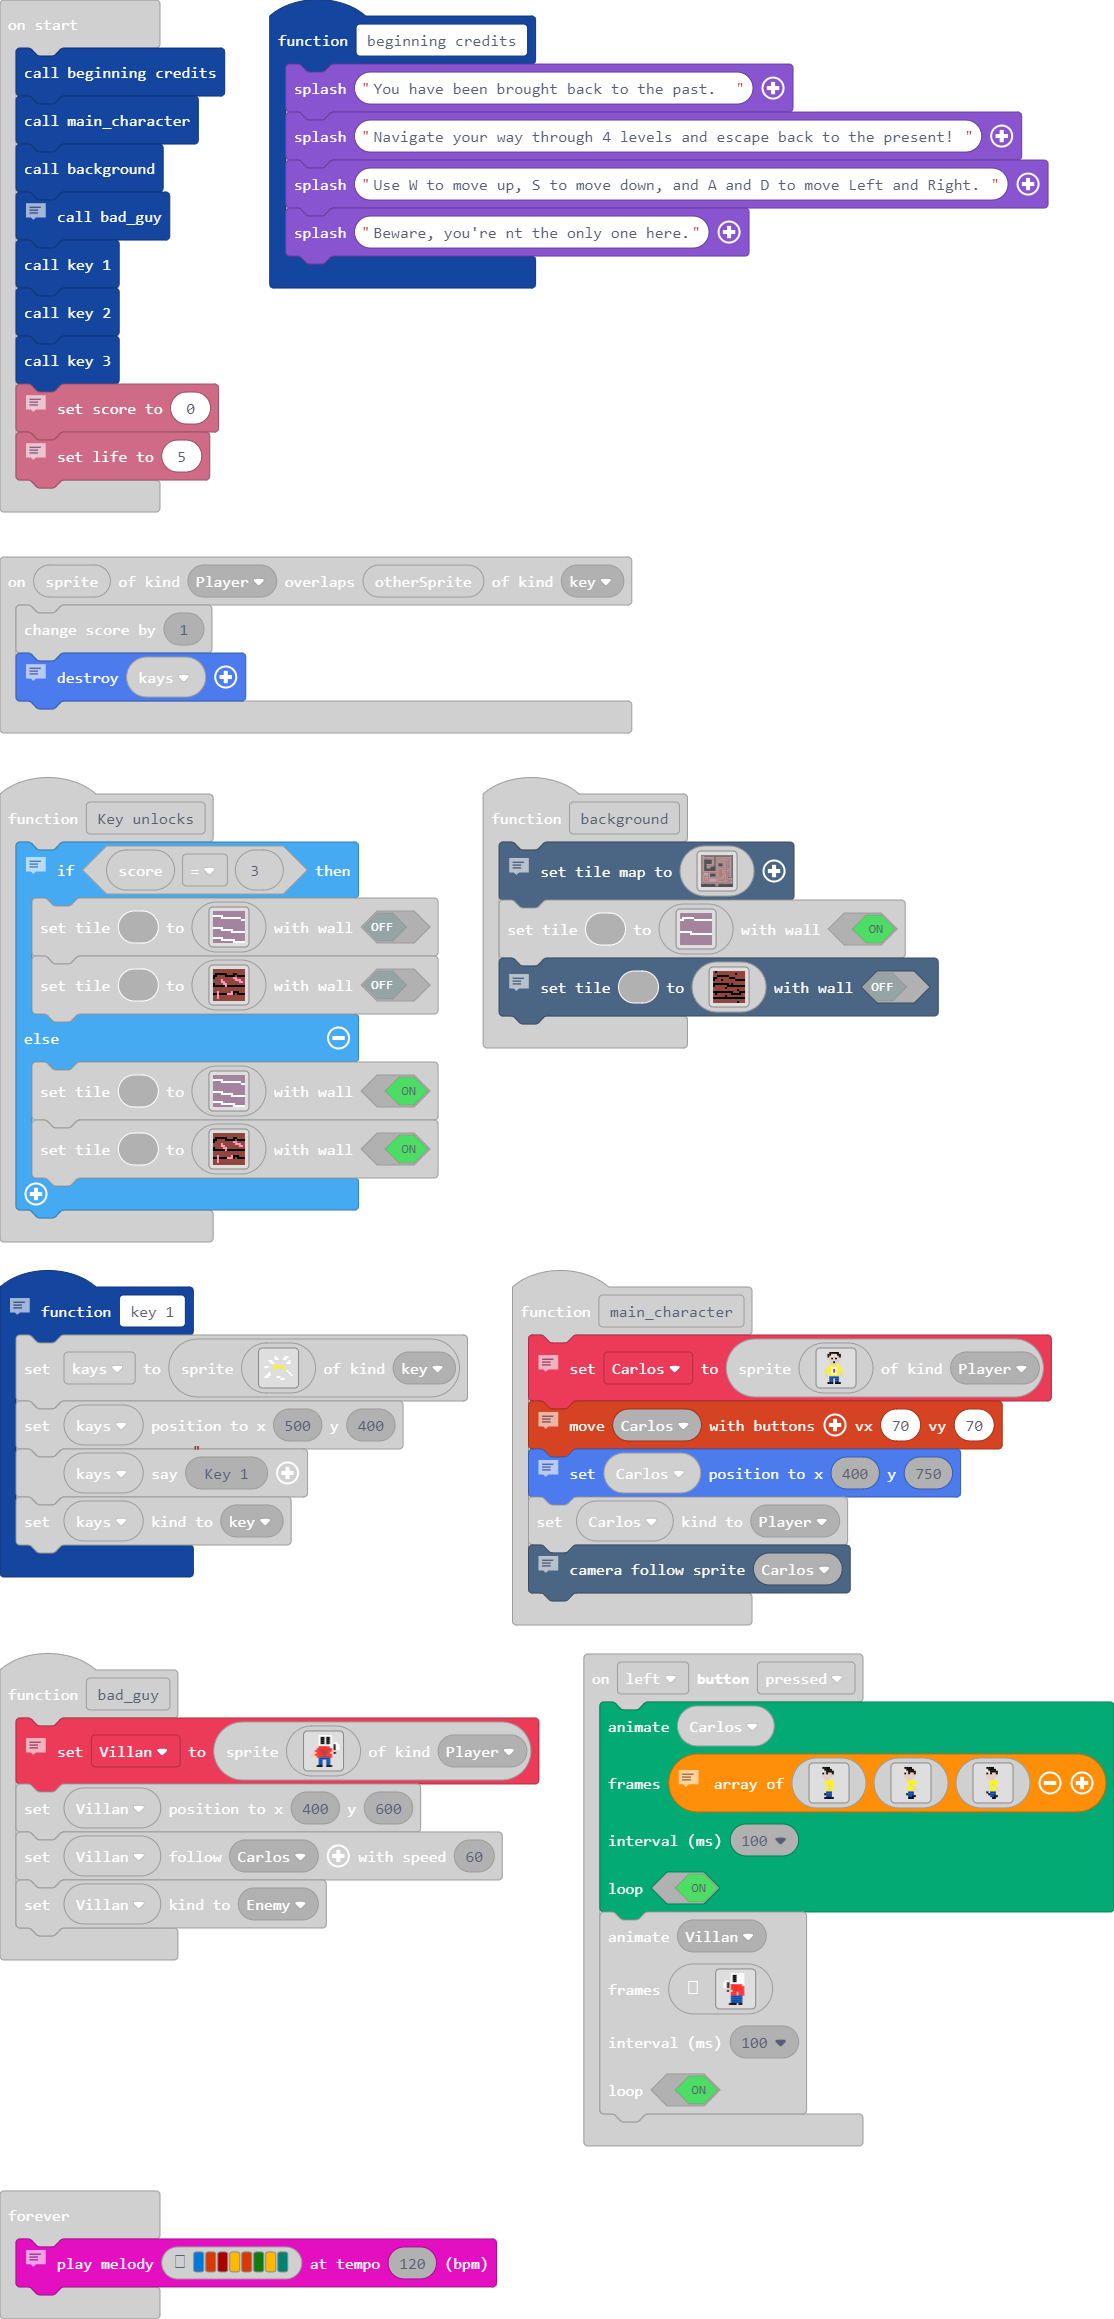 on start
call beginning credits
call main_character
call background
call bad_guy
call key 1
call key 2
call key 3
set score to 0
set life to 5
function beginning credits
splash "You have been brought back to the past. "
splash "Navigate your way through 4 levels and escape back to the present! "
splash "Use W to move up, S to move down, and A and D to move Left and Right. "
splash "Beware, you're nt the only one here."
on sprite of kind Player overlaps otherSprite of kind key
change score by 1
destroy kays
function Key unlocks
if score = 3 then
set tile to with wall OFF
set tile to with wall OFF
else
set tile to with wall ON
set tile to with wall ON
function background
set tile map to
set tile to with wall ON
set tile to with wall OFF
function key 1
set kays to sprite of kind key
set kays position to x 500 y 400
"
kays say Key 1
set kays kind to key
function main_character
set Carlos to sprite of kind Player
move Carlos with buttons vx 70 vy 70
set Carlos position to x 400 y 750
set Carlos kind to Player
camera follow sprite Carlos
function bad_guy
set Villan to sprite of kind Player
set Villan position to x 400 y 600
set Villan follow Carlos with speed 60
set Villan kind to Enemy
on left button pressed
animate Carlos
frames array of
interval (ms) 100
loop ON
animate Villan
frames
interval (ms) 100
loop ON
forever
play melody at tempo 120 (bpm)